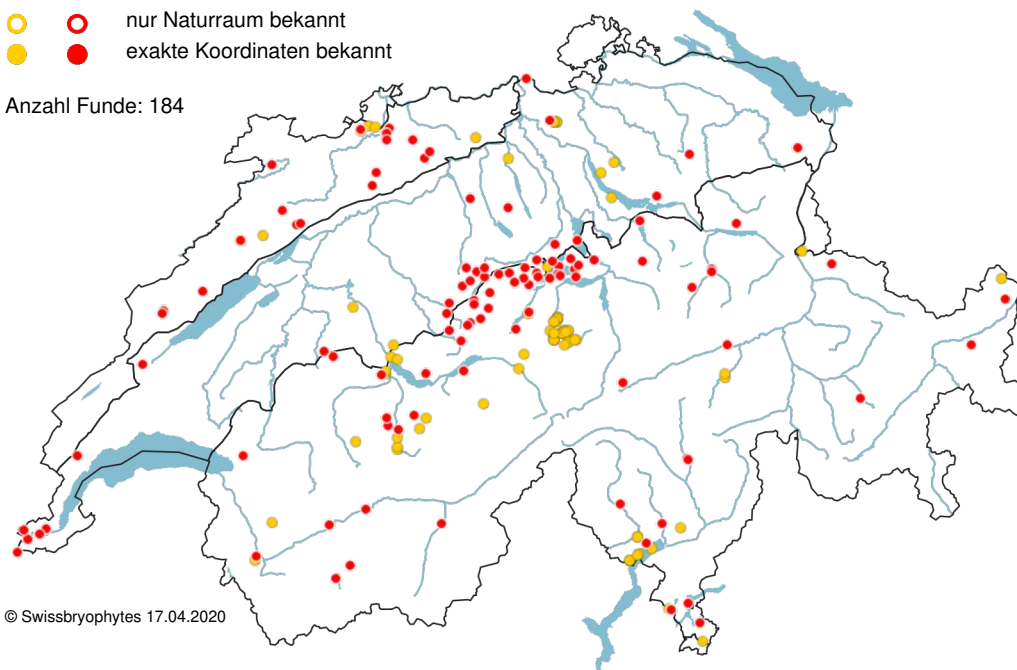 nur Naturraum bekannt
exakte Koordinaten bekannt
Anzahl Funde: 184
© Swissbryophytes 17.04.2020